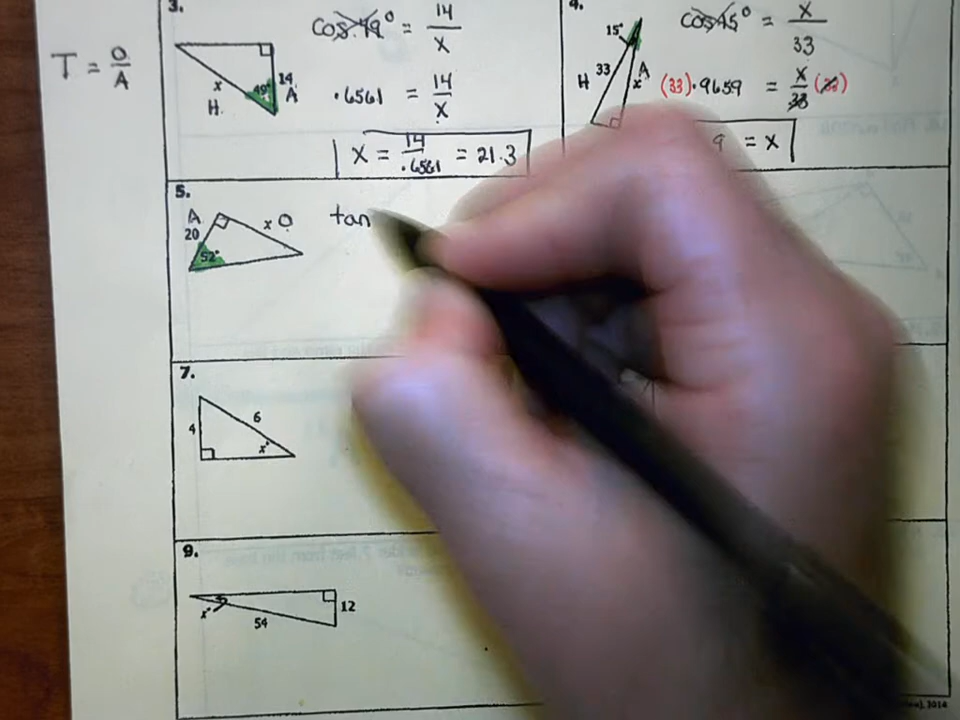 T = O/A
3.
cos 49° = 14/x
x
H
49°
14
A
.6561 = 14/x
x = 14/.6561 = 21.3
4.
15°
H
33
A
x
cos 15° = x/33
(33) .9659 = x/33 (33)
9 = x
5.
A
20
52°
x O
tan
7.
4
6
x°
9.
x°
54
12